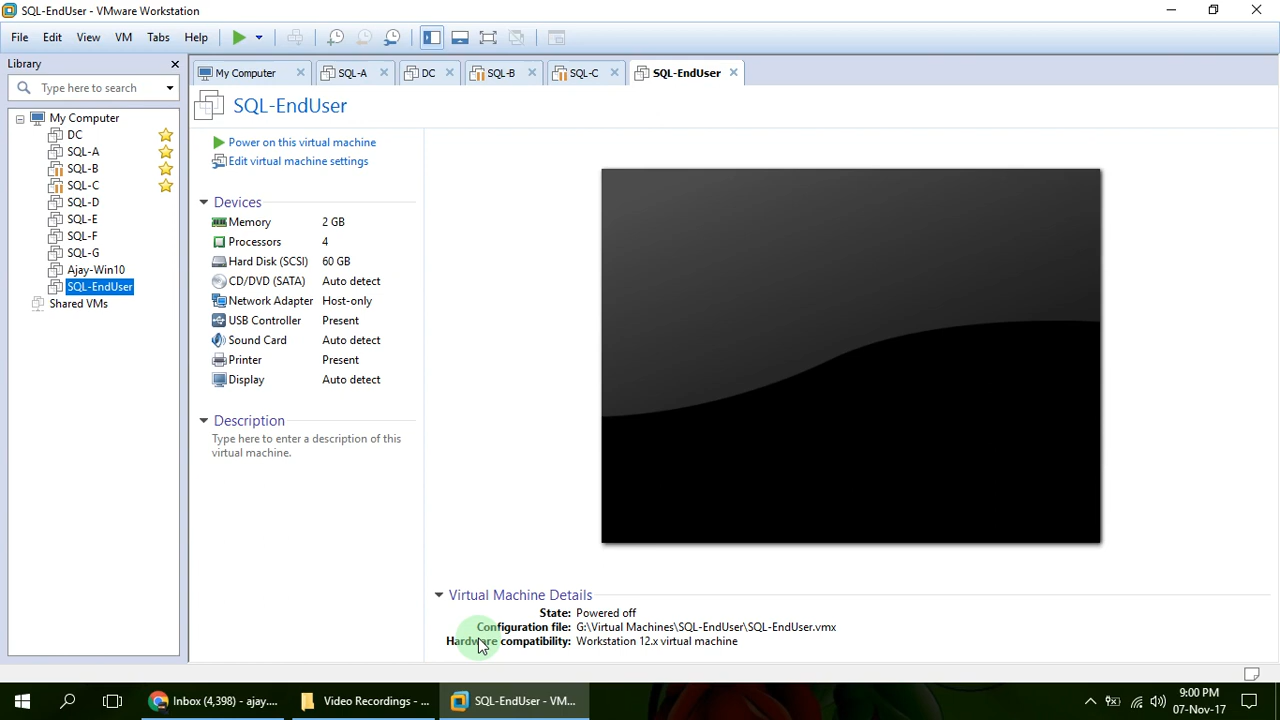 SQL-EndUser - VMware Workstation
File Edit View VM Tabs Help
Library
Type here to search
My Computer
DC
SQL-A
SQL-B
SQL-C
SQL-D
SQL-E
SQL-F
SQL-G
Ajay-Win10
SQL-EndUser
Shared VMs
My Computer SQL-A DC SQL-B SQL-C SQL-EndUser
SQL-EndUser
Power on this virtual machine
Edit virtual machine settings
Devices
Memory 2 GB
Processors 4
Hard Disk (SCSI) 60 GB
CD/DVD (SATA) Auto detect
Network Adapter Host-only
USB Controller Present
Sound Card Auto detect
Printer Present
Display Auto detect
Description
Type here to enter a description of this
virtual machine.
Virtual Machine Details
State: Powered off
Configuration file: G:\Virtual Machines\SQL-EndUser\SQL-EndUser.vmx
Hardware compatibility: Workstation 12.x virtual machine
Inbox (4,398) - ajay....
Video Recordings - ...
SQL-EndUser - VM...
9:00 PM
07-Nov-17